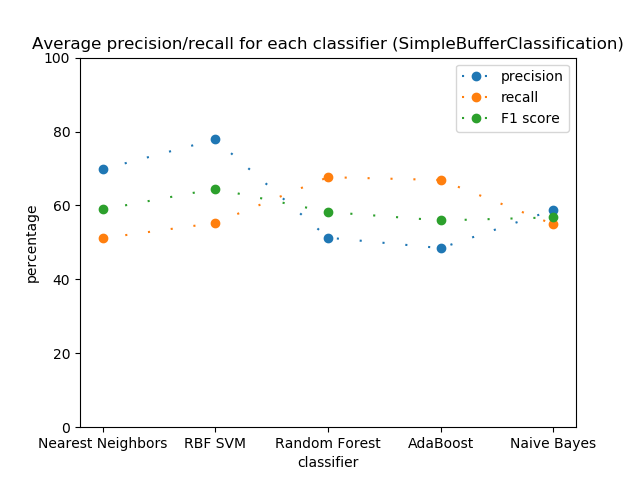 Average precision/recall for each classifier (SimpleBufferClassification)
100
80
60
40
20
0
percentage
precision
recall
F1 score
Nearest Neighbors
RBF SVM
Random Forest
AdaBoost
Naive Bayes
classifier